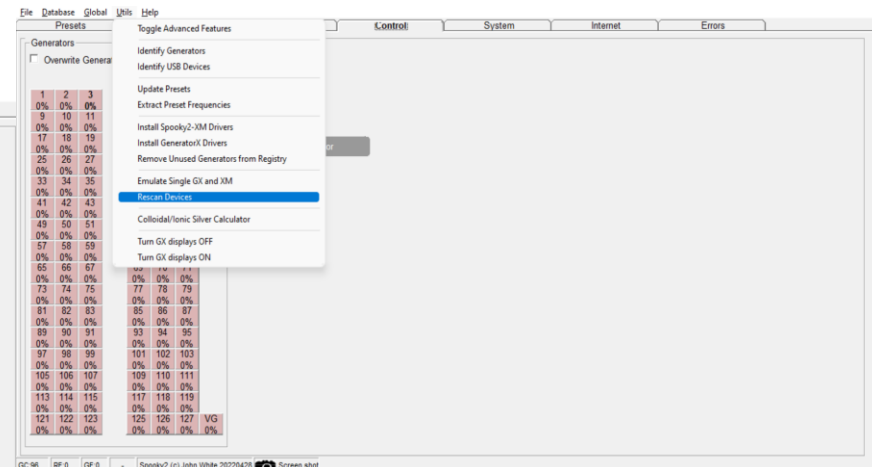 File Database Global Utils Help
Presets Control System Internet Errors
Generators
Overwrite Genera
Toggle Advanced Features
Identify Generators
Identify USB Devices
Update Presets
Extract Preset Frequencies
Install Spooky2-XM Drivers
Install GeneratorX Drivers
Remove Unused Generators from Registry
Emulate Single GX and XM
Rescan Devices
Colloidal/Ionic Silver Calculator
Turn GX displays OFF
Turn GX displays ON
or
1 2 3
0% 0% 0%
9 10 11
0% 0% 0%
17 18 19
0% 0% 0%
25 26 27
0% 0% 0%
33 34 35
0% 0% 0%
41 42 43
0% 0% 0%
49 50 51
0% 0% 0%
57 58 59
0% 0% 0%
65 66 67 69 70 71
0% 0% 0% 0% 0% 0%
73 74 75 77 78 79
0% 0% 0% 0% 0% 0%
81 82 83 85 86 87
0% 0% 0% 0% 0% 0%
89 90 91 93 94 95
0% 0% 0% 0% 0% 0%
97 98 99 101 102 103
0% 0% 0% 0% 0% 0%
105 106 107 109 110 111
0% 0% 0% 0% 0% 0%
113 114 115 117 118 119
0% 0% 0% 0% 0% 0%
121 122 123 125 126 127 VG
0% 0% 0% 0% 0% 0% 0%
GC:96 RF:0 GF:0 - Spooky2 (c) John White 20220428 Screen shot